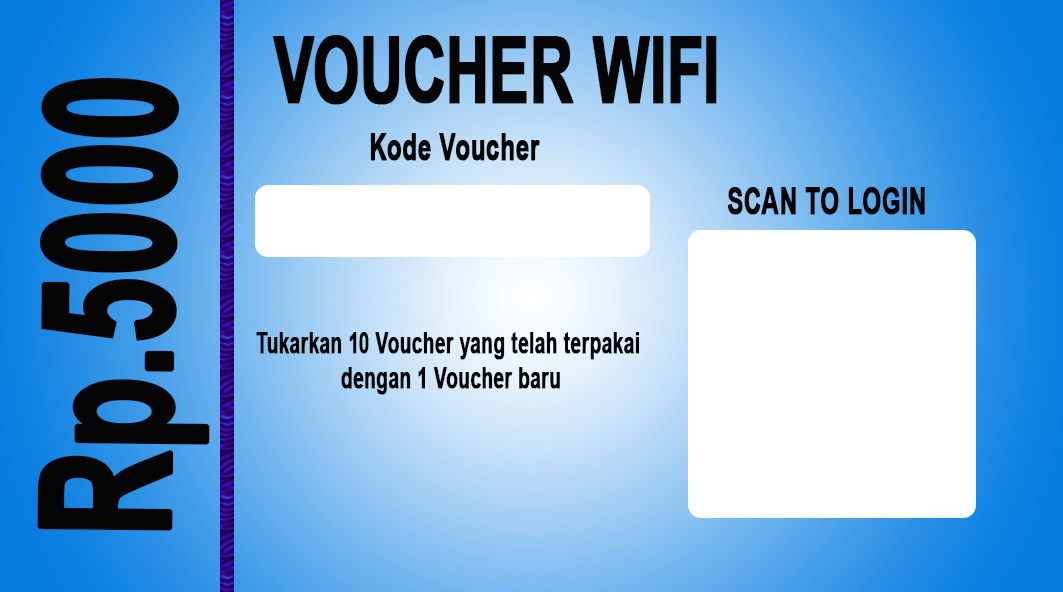 Rp.5000
VOUCHER WIFI
Kode Voucher
SCAN TO LOGIN
Tukarkan 10 Voucher yang telah terpakai
dengan 1 Voucher baru